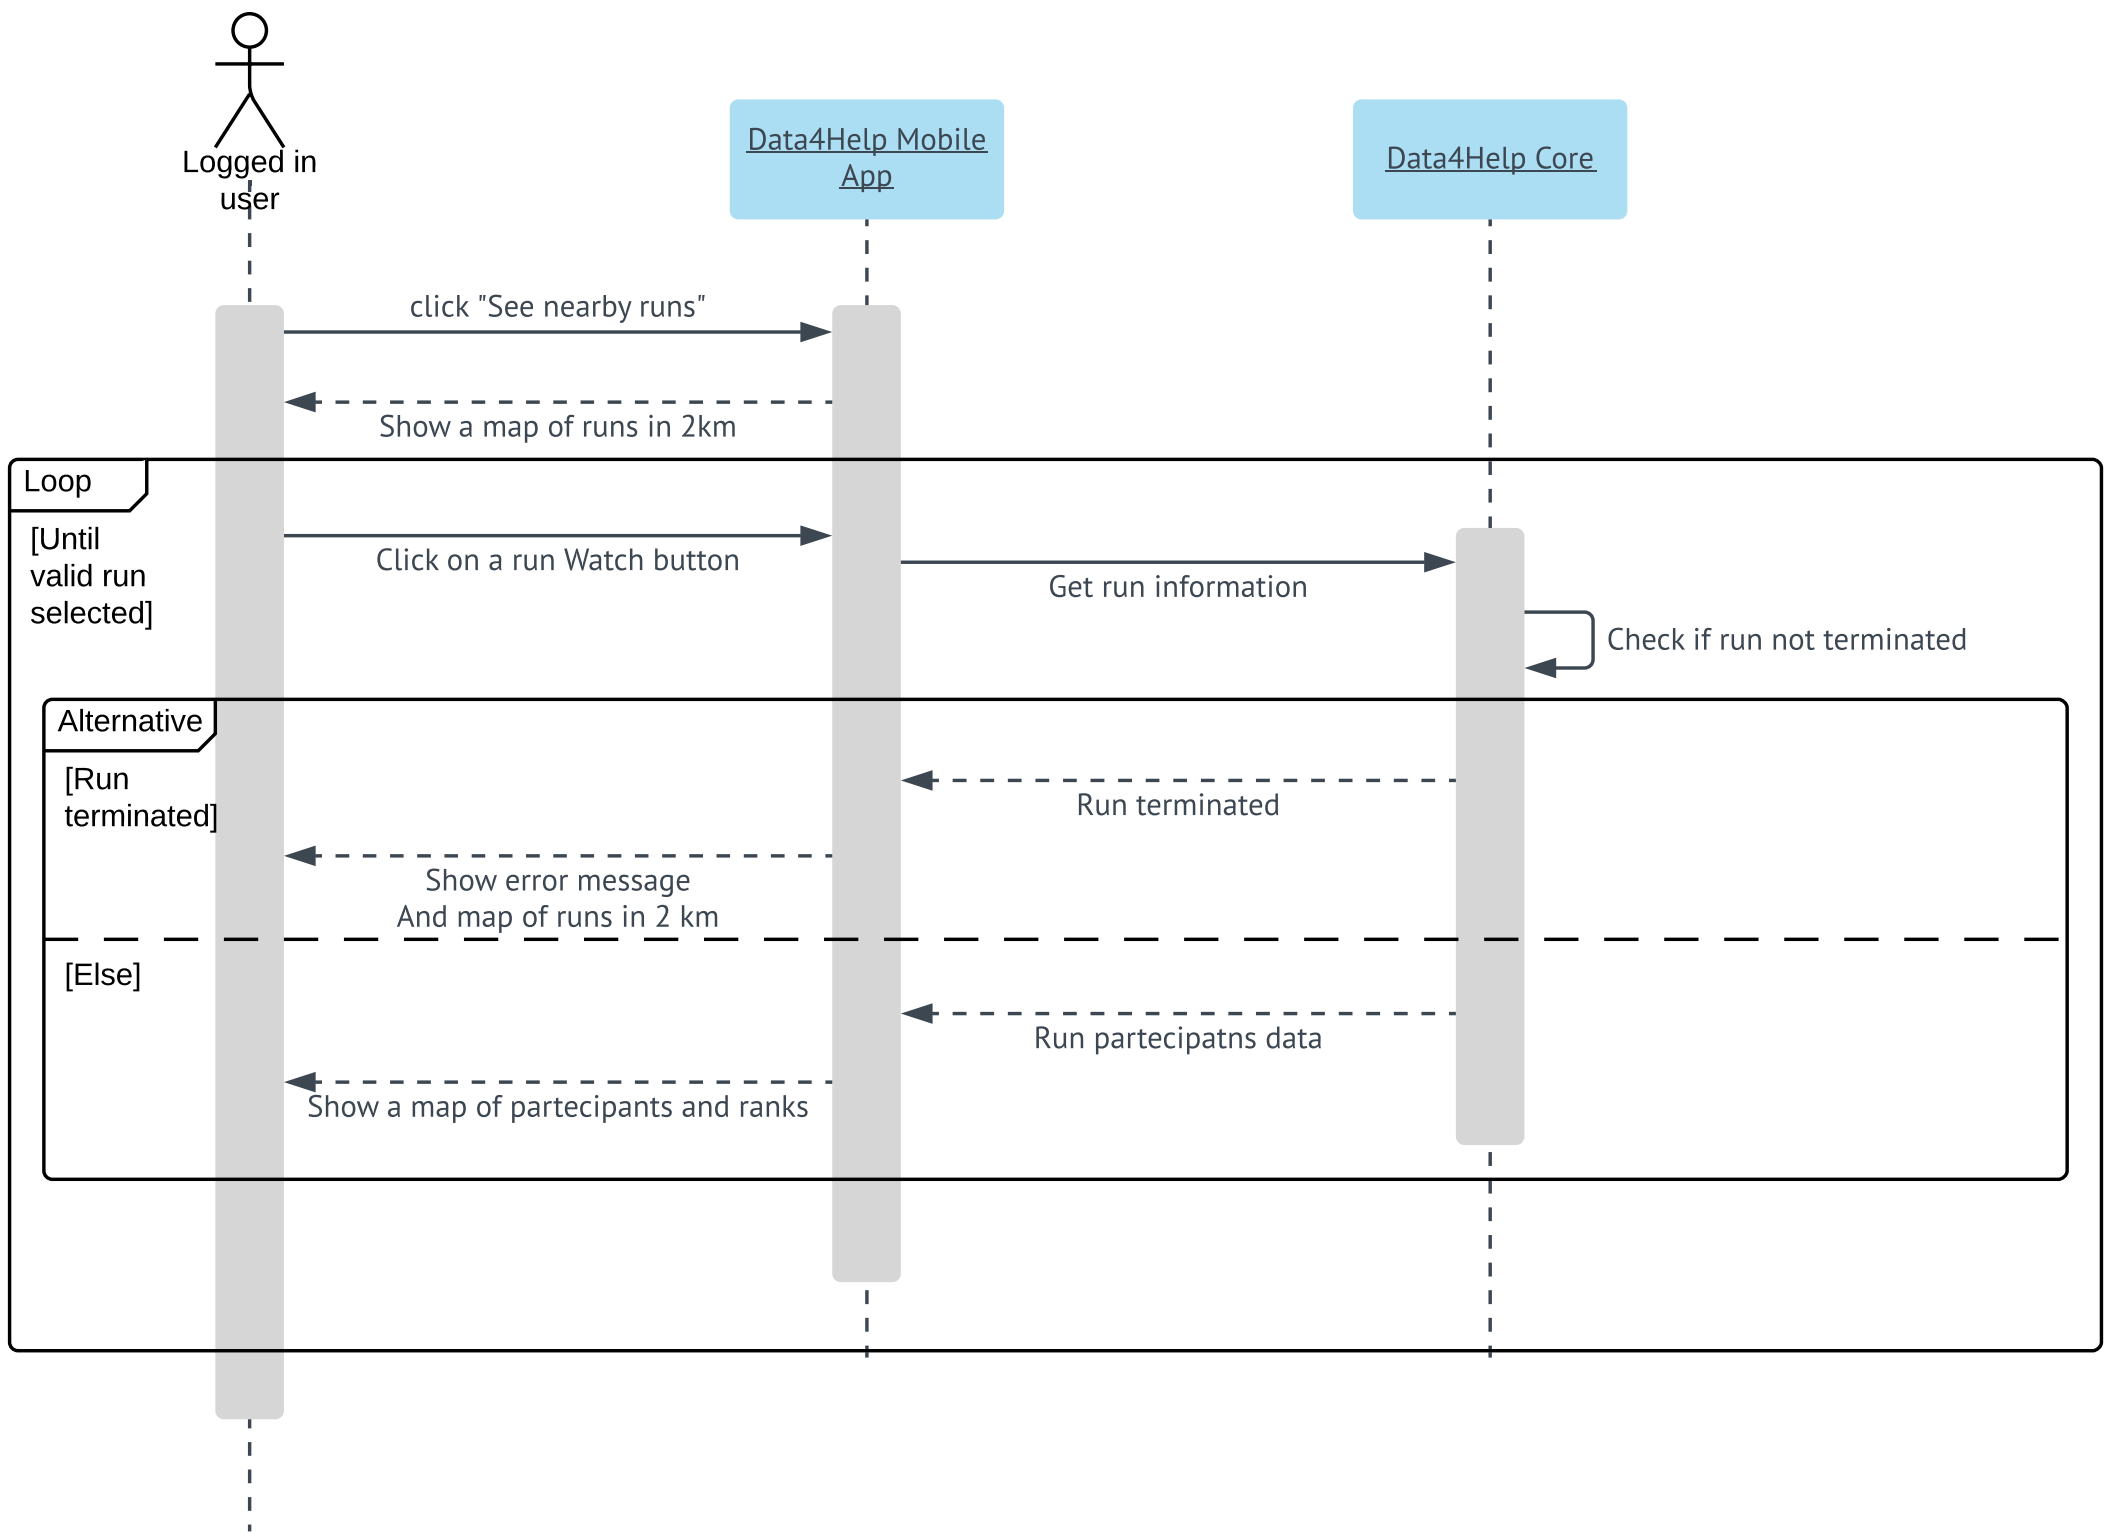 Logged in
user
Data4Help Mobile
App
Data4Help Core
click "See nearby runs"
Show a map of runs in 2km
Loop
[Until
valid run
selected]
Click on a run Watch button
Get run information
Check if run not terminated
Alternative
[Run
terminated]
Run terminated
Show error message
And map of runs in 2 km
[Else]
Run partecipatns data
Show a map of partecipants and ranks